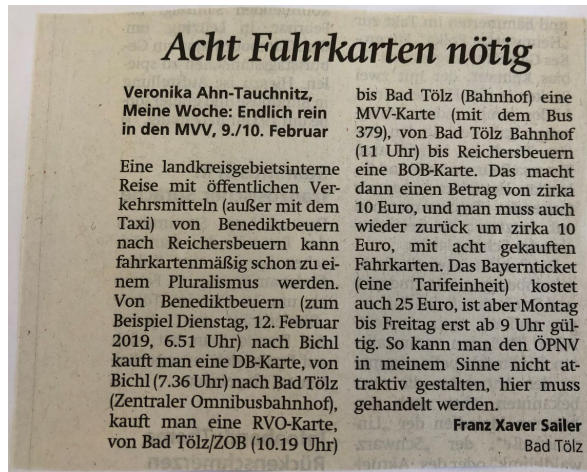 Acht Fahrkarten nötig
Veronika Ahn-Tauchnitz,
Meine Woche: Endlich rein
in den MVV, 9./10. Februar
Eine landkreisgebietsinterne
Reise mit öffentlichen Ver-
kehrsmitteln (außer mit dem
Taxi) von Benediktbeuern
nach Reichersbeuern kann
fahrkartenmäßig schon zu ei-
nem Pluralismus werden.
Von Benediktbeuern (zum
Beispiel Dienstag, 12. Februar
2019, 6.51 Uhr) nach Bichl
kauft man eine DB-Karte, von
Bichl (7.36 Uhr) nach Bad Tölz
(Zentraler Omnibusbahnhof),
kauft man eine RVO-Karte,
von Bad Tölz/ZOB (10.19 Uhr)
bis Bad Tölz (Bahnhof) eine
MVV-Karte (mit dem Bus
379), von Bad Tölz Bahnhof
(11 Uhr) bis Reichersbeuern
eine BOB-Karte. Das macht
dann einen Betrag von zirka
10 Euro, und man muss auch
wieder zurück um zirka 10
Euro, mit acht gekauften
Fahrkarten. Das Bayernticket
(eine Tarifeinheit) kostet
auch 25 Euro, ist aber Montag
bis Freitag erst ab 9 Uhr gül-
tig. So kann man den ÖPNV
in meinem Sinne nicht at-
traktiv gestalten, hier muss
gehandelt werden.
Franz Xaver Sailer
Bad Tölz